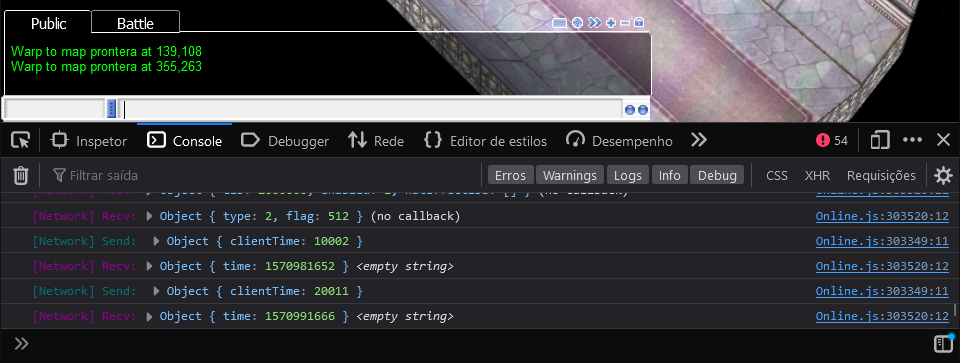 Public Battle
Warp to map prontera at 139,108
Warp to map prontera at 355,263
Inspetor Console Debugger Rede Editor de estilos Desempenho 54
Filtrar saída Erros Warnings Logs Info Debug CSS XHR Requisições
[Network] Recv: Object { type: 2, flag: 512 } (no callback) Online.js:303520:12
[Network] Send: Object { clientTime: 10002 } Online.js:303349:11
[Network] Recv: Object { time: 1570981652 } <empty string> Online.js:303520:12
[Network] Send: Object { clientTime: 20011 } Online.js:303349:11
[Network] Recv: Object { time: 1570991666 } <empty string> Online.js:303520:12